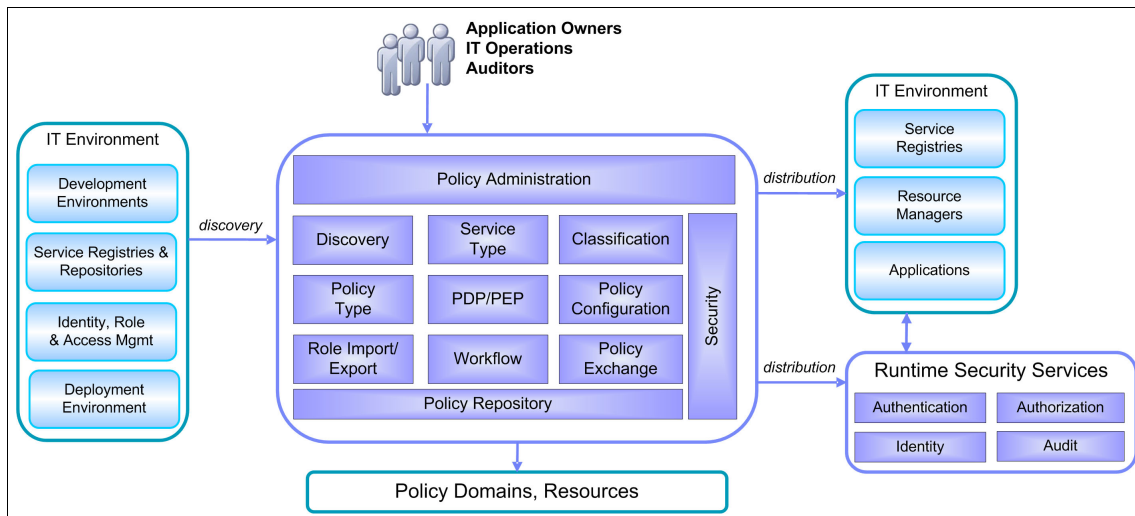 Application Owners
IT Operations
Auditors
IT Environment
Development
Environments
Service Registries &
Repositories
Identity, Role
& Access Mgmt
Deployment
Environment
discovery
Policy Administration
Discovery
Service
Type
Classification
Policy
Type
PDP/PEP
Policy
Configuration
Role Import/
Export
Workflow
Policy
Exchange
Security
Policy Repository
distribution
distribution
IT Environment
Service
Registries
Resource
Managers
Applications
Runtime Security Services
Authentication
Authorization
Identity
Audit
Policy Domains, Resources